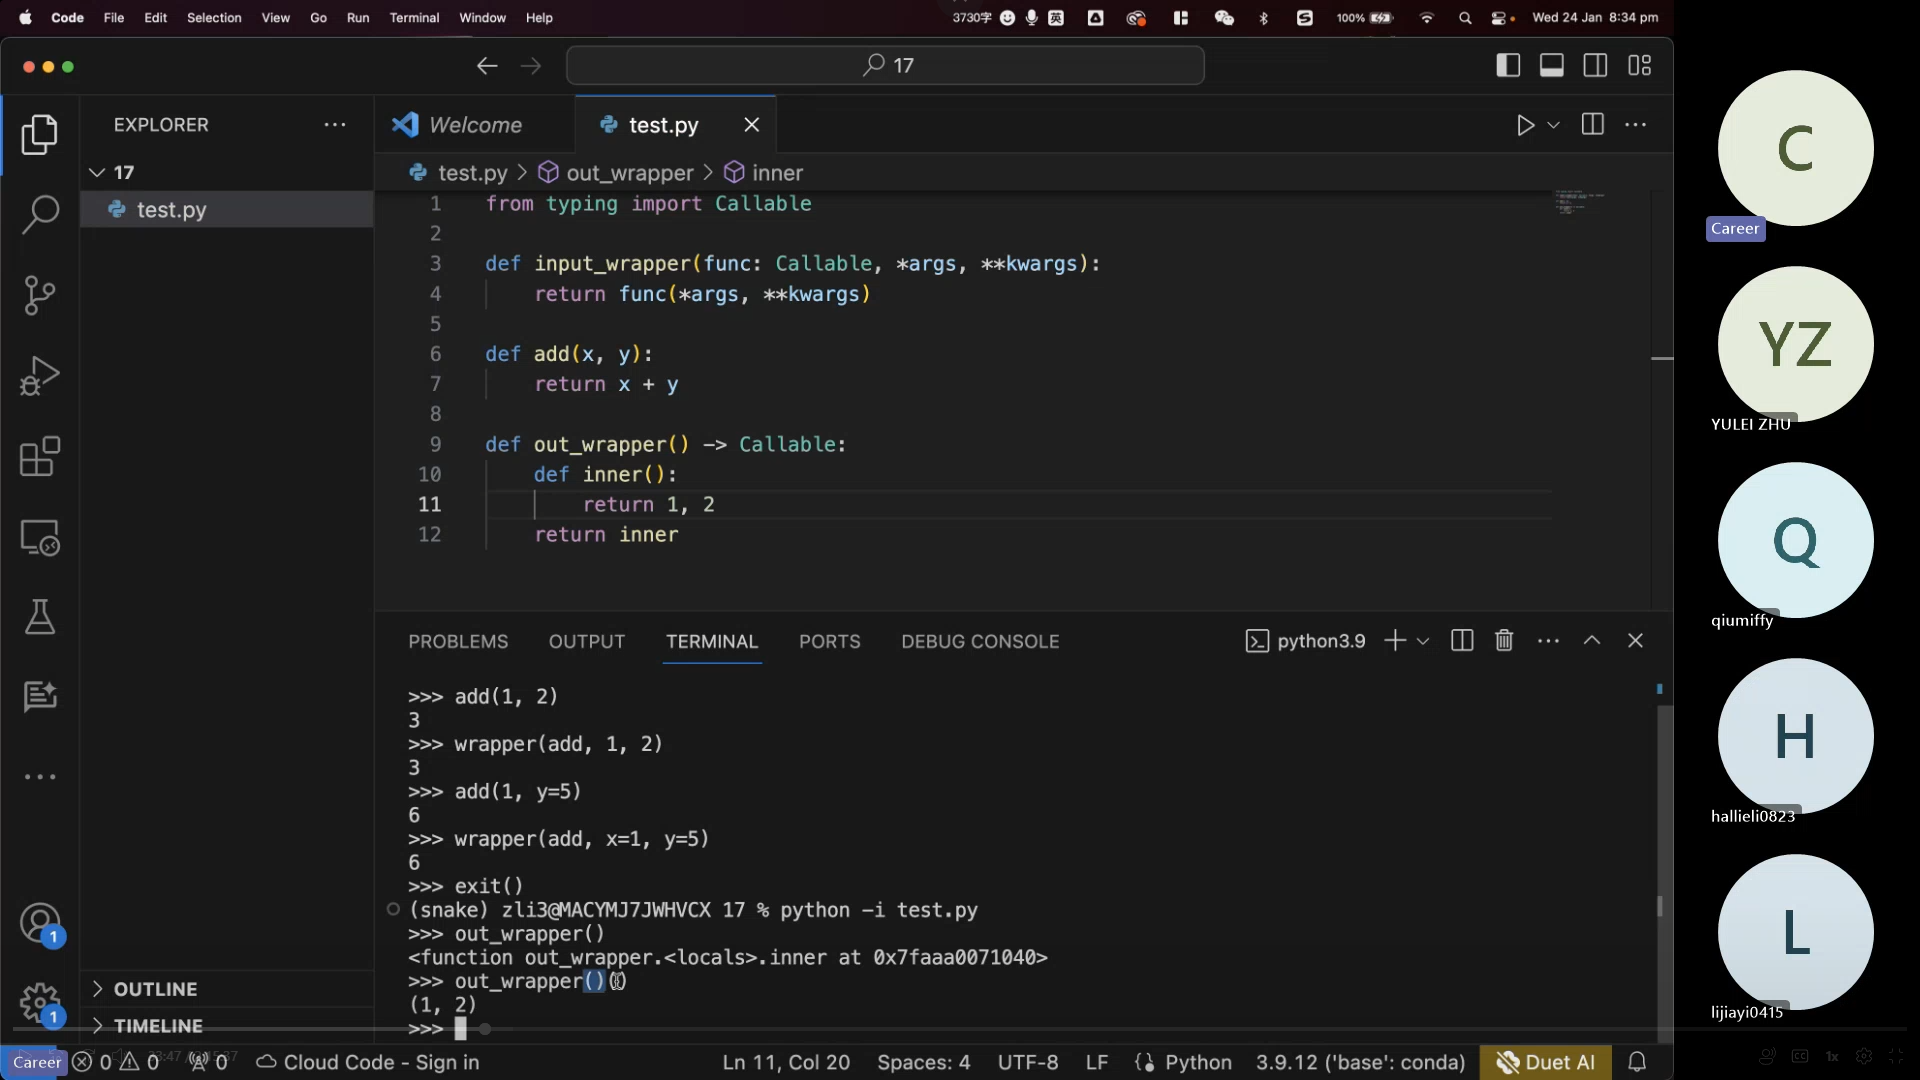 Code File Edit Selection View Go Run Terminal Window Help
3730字 英 100% Wed 24 Jan 8:34 pm
17
EXPLORER
17
test.py
OUTLINE
TIMELINE
Welcome
test.py
test.py > out_wrapper > inner
1 from typing import Callable
2
3 def input_wrapper(func: Callable, *args, **kwargs):
4 return func(*args, **kwargs)
5
6 def add(x, y):
7 return x + y
8
9 def out_wrapper() -> Callable:
10 def inner():
11 return 1, 2
12 return inner
PROBLEMS OUTPUT TERMINAL PORTS DEBUG CONSOLE
python3.9
>>> add(1, 2)
3
>>> wrapper(add, 1, 2)
3
>>> add(1, y=5)
6
>>> wrapper(add, x=1, y=5)
6
>>> exit()
(snake) zli3@MACYMJ7JWHVCX 17 % python -i test.py
>>> out_wrapper()
<function out_wrapper.<locals>.inner at 0x7faaa0071040>
>>> out_wrapper()()
(1, 2)
>>>
1
1
Career 0 0 0 Cloud Code - Sign in Ln 11, Col 20 Spaces: 4 UTF-8 LF Python 3.9.12 ('base': conda) Duet AI
1x
C
Career
YZ
YULEI ZHU
Q
qiumiffy
H
hallieli0823
L
lijiayi0415